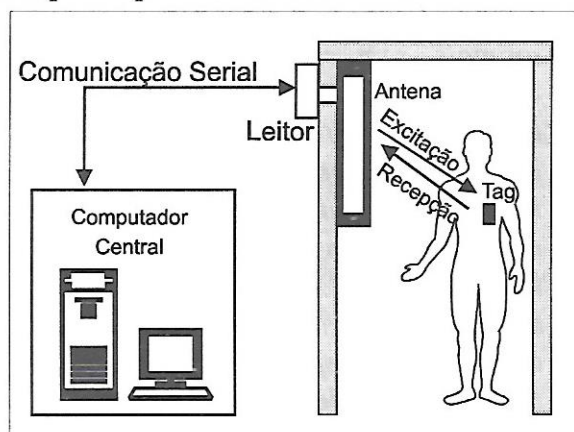 Comunicação Serial
Leitor
Antena
Excitação
Recepção
Tag
Computador
Central